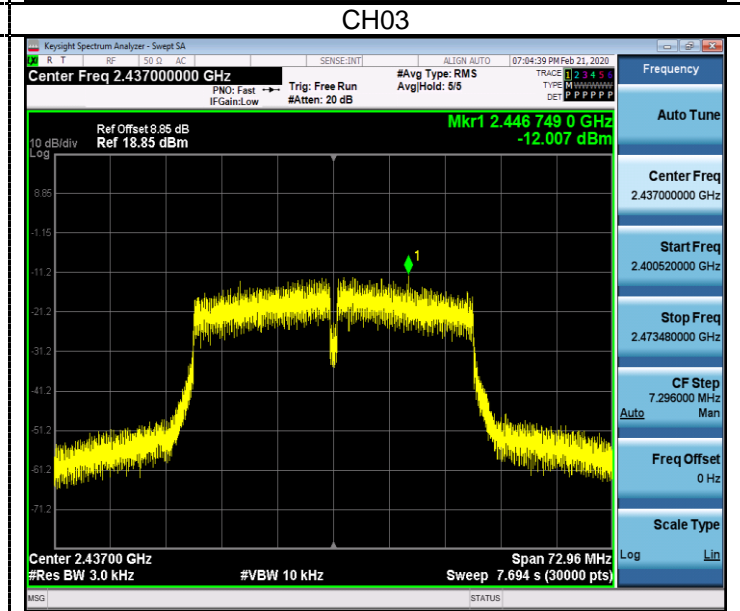 CH03
Keysight Spectrum Analyzer - Swept SA
LXI R T RF 50 Ω AC SENSE:INT ALIGN AUTO 07:04:39 PM Feb 21, 2020
Center Freq 2.437000000 GHz
PNO: Fast
IFGain:Low
Trig: Free Run
#Atten: 20 dB
#Avg Type: RMS
Avg|Hold: 5/5
TRACE 1 2 3 4 5 6
TYPE M WWWWW
DET P P P P P P
Mkr1 2.446 749 0 GHz
-12.007 dBm
Ref Offset 8.85 dB
10 dB/div Ref 18.85 dBm
Log
1
8.85
-1.15
-11.2
-21.2
-31.2
-41.2
-51.2
-61.2
-71.2
Center 2.43700 GHz Span 72.96 MHz
#Res BW 3.0 kHz #VBW 10 kHz Sweep 7.694 s (30000 pts)
MSG STATUS
Frequency
Auto Tune
Center Freq
2.437000000 GHz
Start Freq
2.400520000 GHz
Stop Freq
2.473480000 GHz
CF Step
7.296000 MHz
Auto Man
Freq Offset
0 Hz
Scale Type
Log Lin